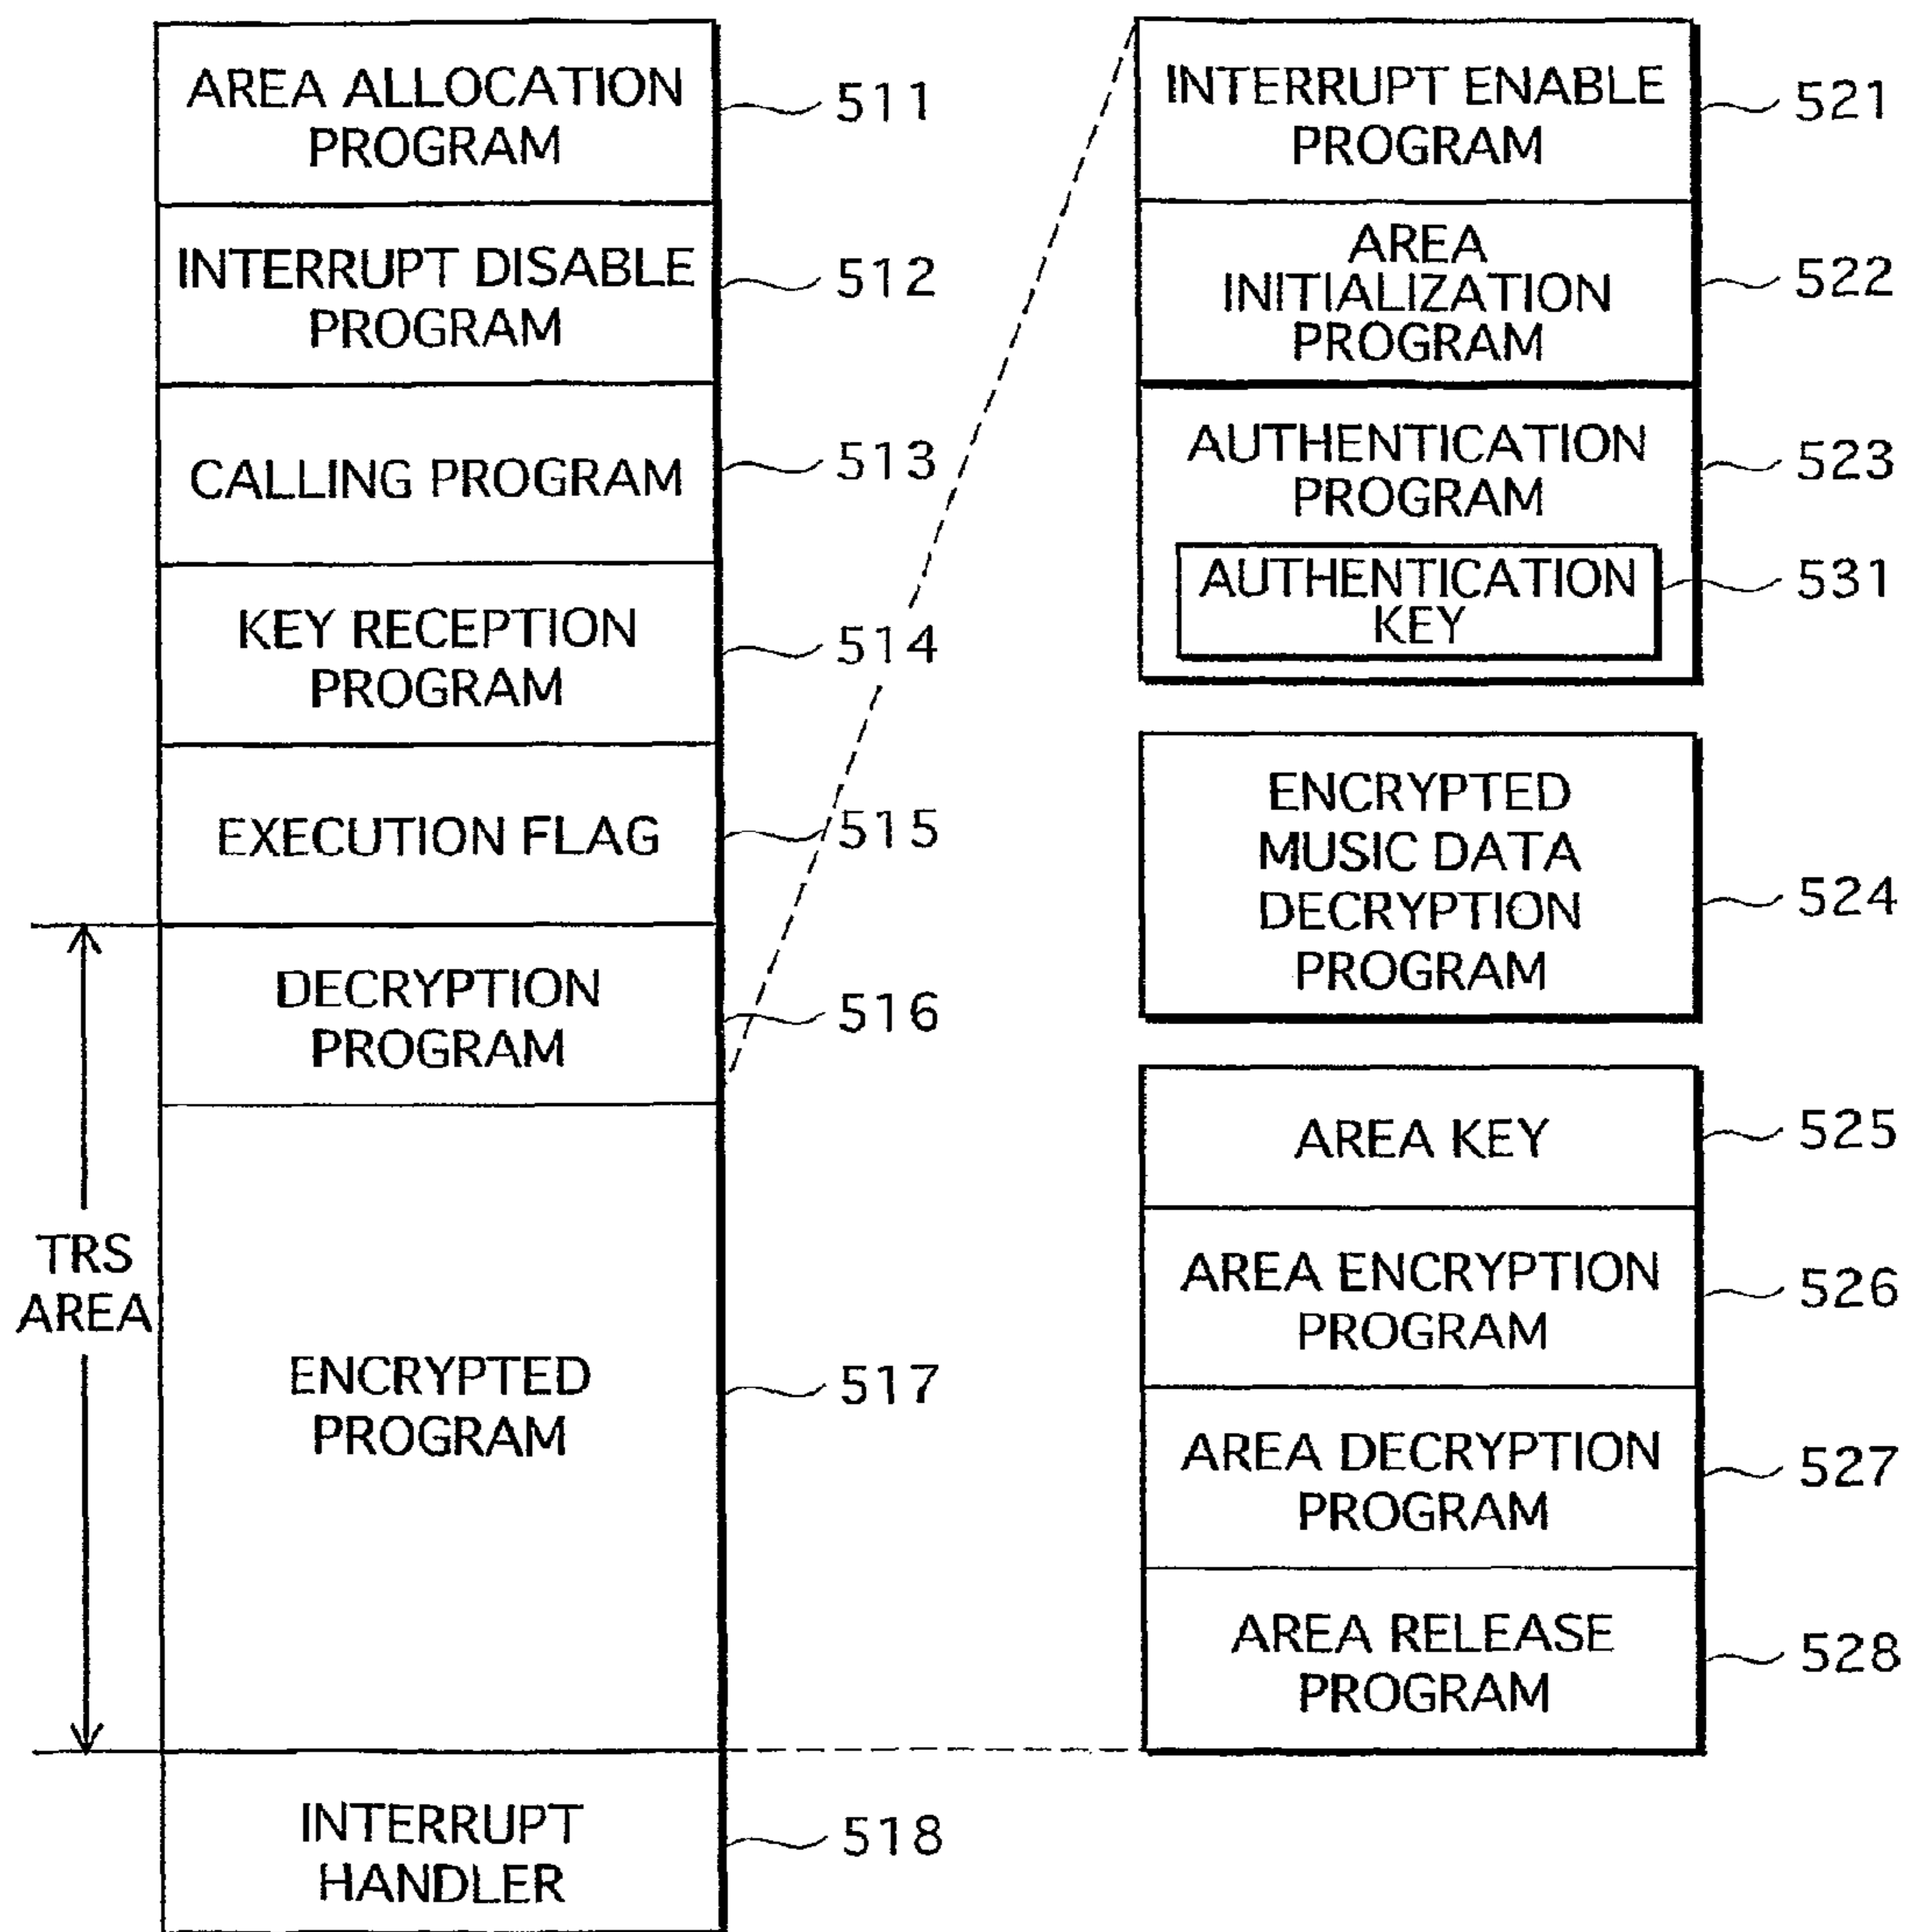 AREA ALLOCATION
PROGRAM
511
INTERRUPT DISABLE
PROGRAM
512
CALLING PROGRAM
513
KEY RECEPTION
PROGRAM
514
EXECUTION FLAG
515
DECRYPTION
PROGRAM
516
TRS
AREA
ENCRYPTED
PROGRAM
517
INTERRUPT
HANDLER
518
INTERRUPT ENABLE
PROGRAM
521
AREA
INITIALIZATION
PROGRAM
522
AUTHENTICATION
PROGRAM
523
AUTHENTICATION
KEY
531
ENCRYPTED
MUSIC DATA
DECRYPTION
PROGRAM
524
AREA KEY
525
AREA ENCRYPTION
PROGRAM
526
AREA DECRYPTION
PROGRAM
527
AREA RELEASE
PROGRAM
528